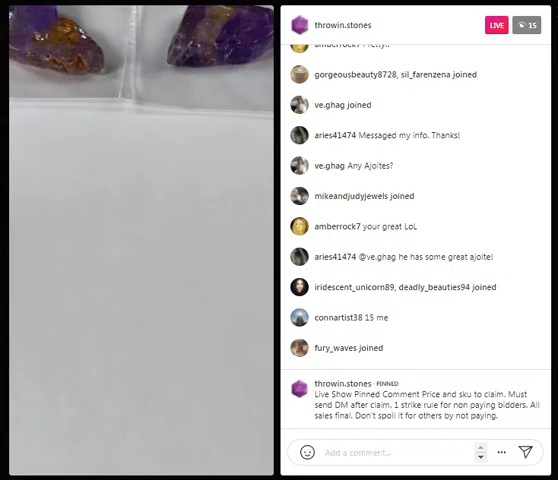 throwin.stones
LIVE
15
amberrock7 Pretty!!
gorgeousbeauty8728, sil_farenzena joined
ve.ghag joined
aries41474 Messaged my info. Thanks!
ve.ghag Any Ajoites?
mikeandjudyjewels joined
amberrock7 your great LoL
aries41474 @ve.ghag he has some great ajoite!
iridescent_unicorn89, deadly_beauties94 joined
connartist38 15 me
fury_waves joined
throwin.stones · PINNED
Live Show Pinned Comment Price and sku to claim. Must
send DM after claim. 1 strike rule for non paying bidders. All
sales final. Don't spoil it for others by not paying.
Add a comment...